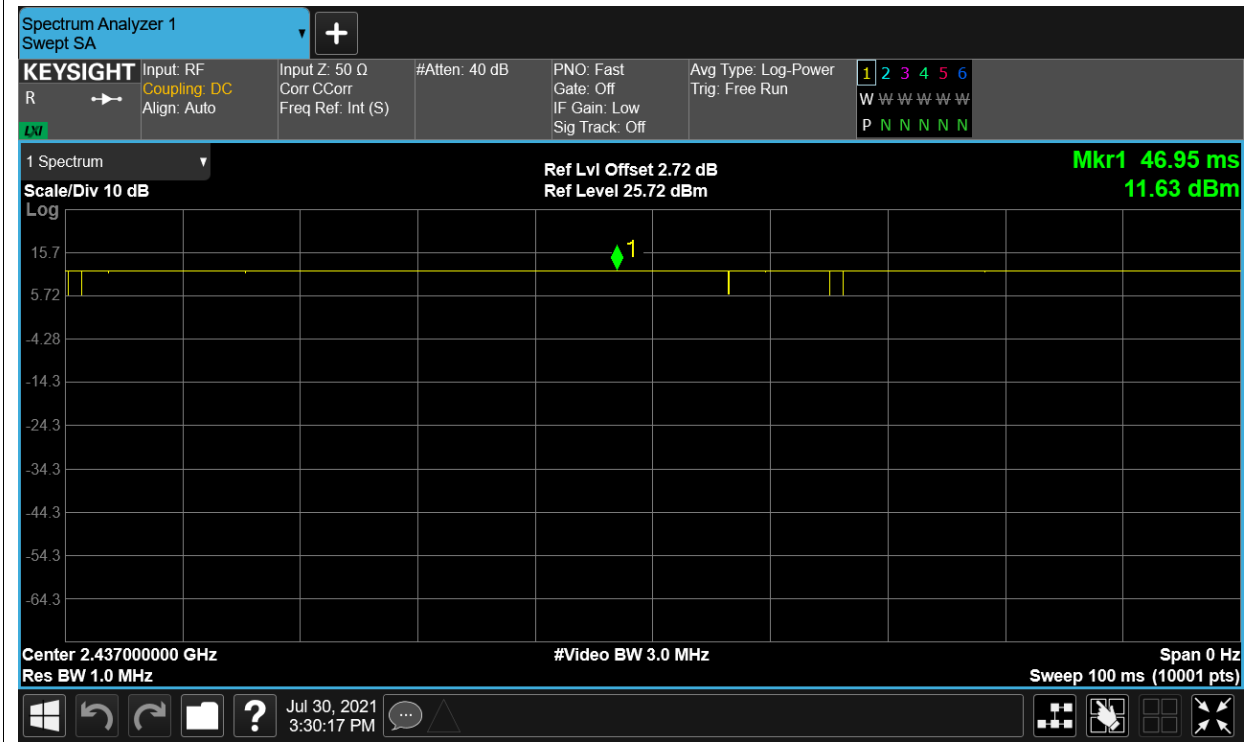 Spectrum Analyzer 1
Swept SA
KEYSIGHT
R
LXI
Input: RF
Coupling: DC
Align: Auto
Input Z: 50 Ω
Corr CCorr
Freq Ref: Int (S)
#Atten: 40 dB
PNO: Fast
Gate: Off
IF Gain: Low
Sig Track: Off
Avg Type: Log-Power
Trig: Free Run
1 2 3 4 5 6
W W W W W W
P N N N N N
1 Spectrum
Scale/Div 10 dB
Log
Ref Lvl Offset 2.72 dB
Ref Level 25.72 dBm
Mkr1 46.95 ms
11.63 dBm
1
15.7
5.72
-4.28
-14.3
-24.3
-34.3
-44.3
-54.3
-64.3
Center 2.437000000 GHz
Res BW 1.0 MHz
#Video BW 3.0 MHz
Span 0 Hz
Sweep 100 ms (10001 pts)
?
Jul 30, 2021
3:30:17 PM